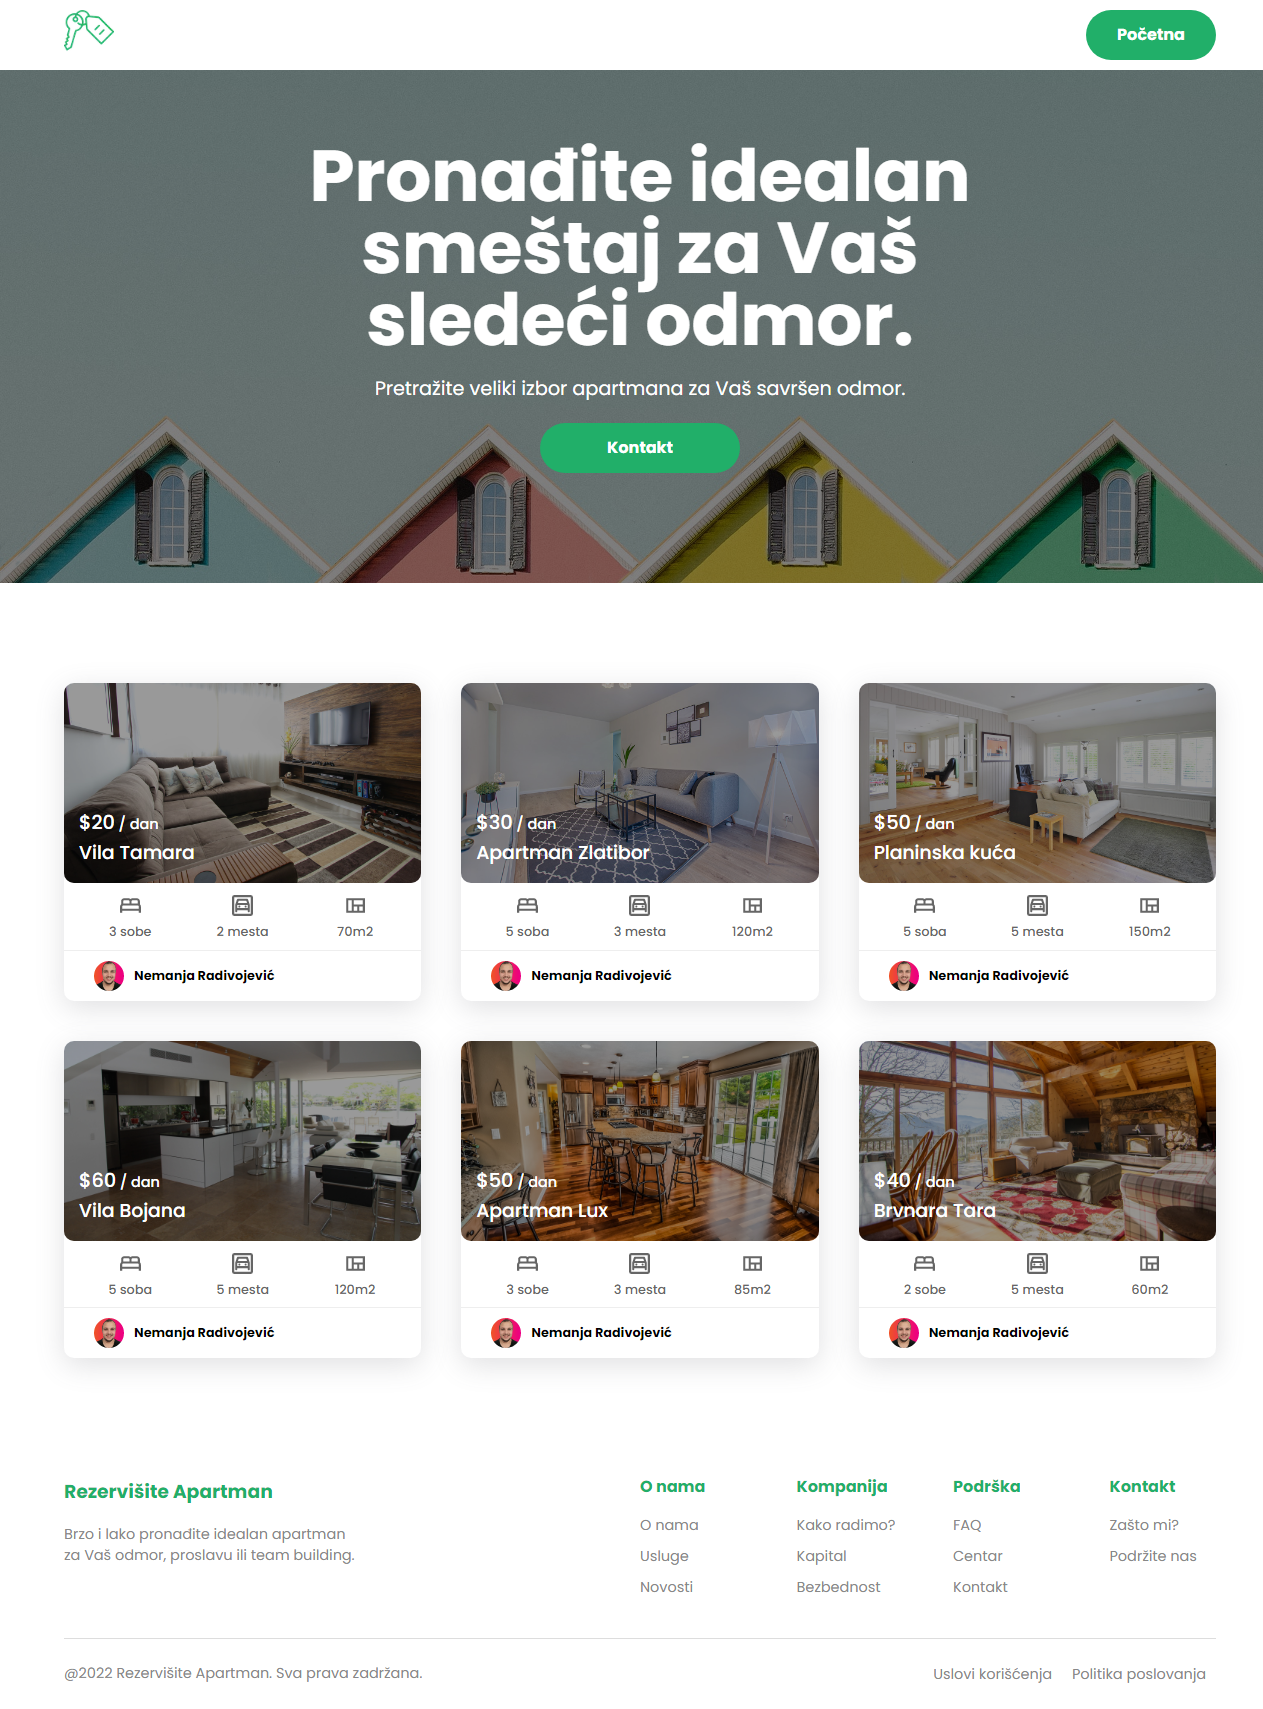 Početna
Pronađite idealan
smeštaj za Vaš
sledeći odmor.
Pretražite veliki izbor apartmana za Vaš savršen odmor.
Kontakt
$20 / dan
Vila Tamara
3 sobe 2 mesta 70m2
Nemanja Radivojević
$30 / dan
Apartman Zlatibor
5 soba 3 mesta 120m2
Nemanja Radivojević
$50 / dan
Planinska kuća
5 soba 5 mesta 150m2
Nemanja Radivojević
$60 / dan
Vila Bojana
5 soba 5 mesta 120m2
Nemanja Radivojević
$50 / dan
Apartman Lux
3 sobe 3 mesta 85m2
Nemanja Radivojević
$40 / dan
Brvnara Tara
2 sobe 5 mesta 60m2
Nemanja Radivojević
Rezervišite Apartman
Brzo i lako pronađite idealan apartman
za Vaš odmor, proslavu ili team building.
O nama
O nama
Usluge
Novosti
Kompanija
Kako radimo?
Kapital
Bezbednost
Podrška
FAQ
Centar
Kontakt
Kontakt
Zašto mi?
Podržite nas
@2022 Rezervišite Apartman. Sva prava zadržana.
Uslovi korišćenja Politika poslovanja